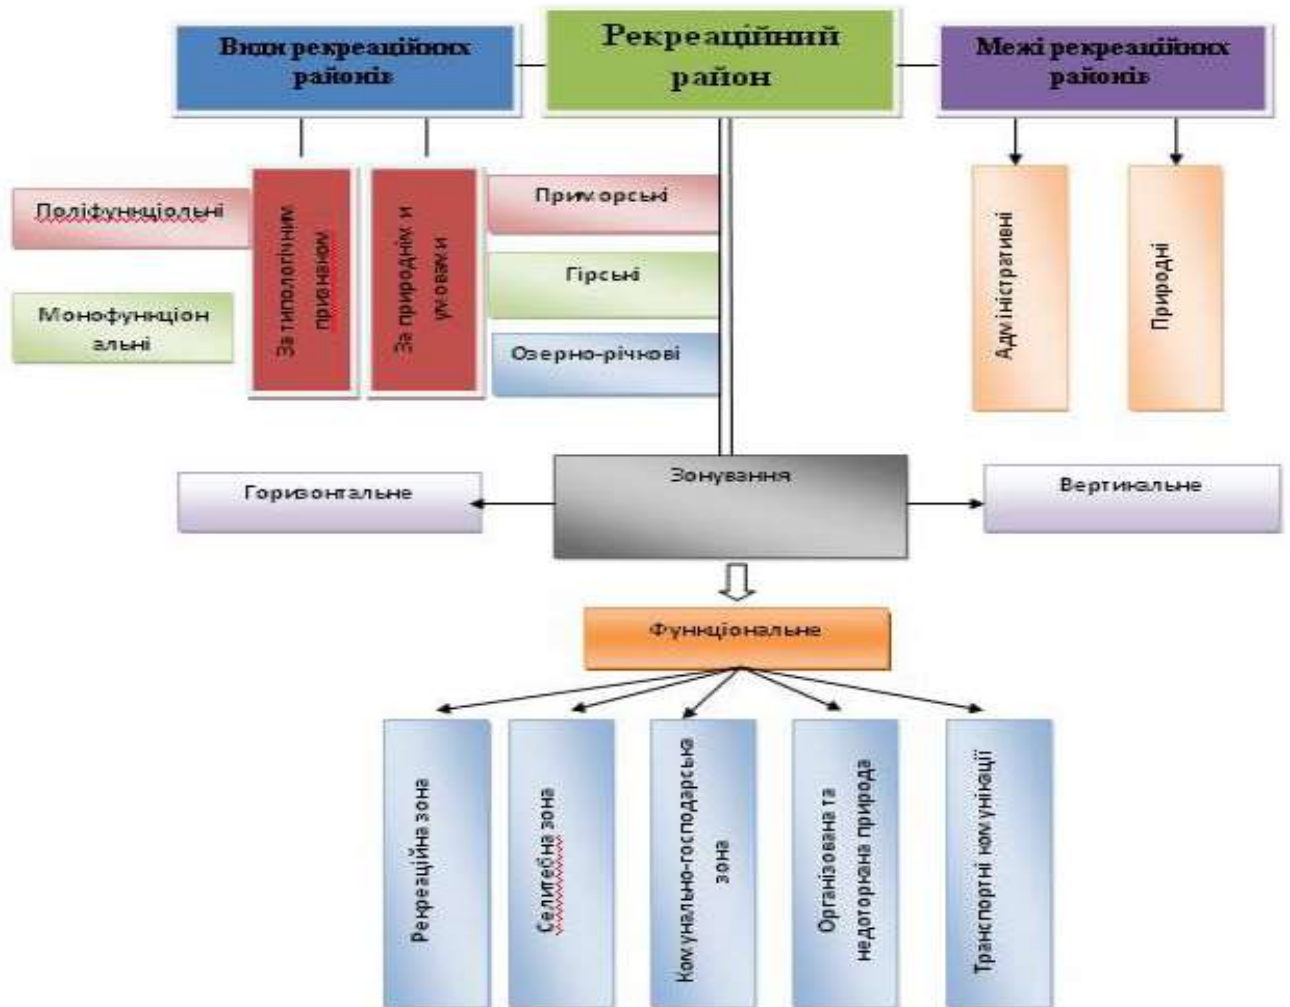 Види рекреаційних
районів
Рекреаційний
район
Межі рекреаційних
районів
Поліфункціольні
Монофункціон
альні
За типологічним
признаком
За природнім и
умовам и
Приморські
Гірські
Озерно-річкові
Адміністративні
Природні
Горизонтальне
Зонування
Вертикальне
Функціональне
Рекреаційна зона
Селитебна зона
Комунально-господарська
зона
Організована та
недоторкана природа
Транспортні комунікації